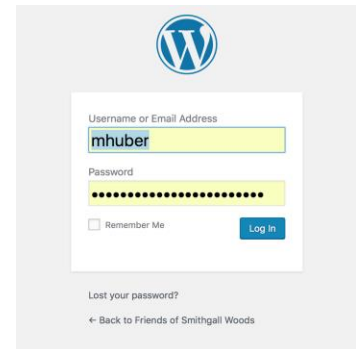 Username or Email Address
mhuber
Password
••••••••••••••••••••••••
Remember Me
Log In
Lost your password?
← Back to Friends of Smithgall Woods